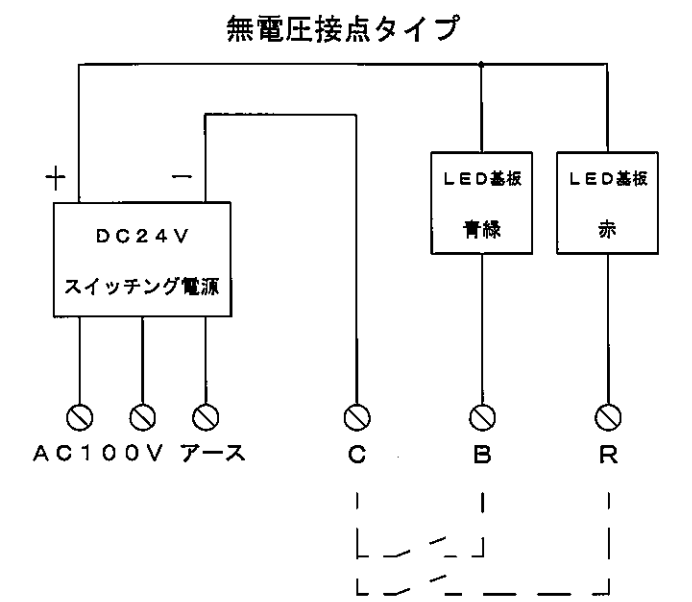 無電圧接点タイプ
+ −
LED基板 LED基板
青緑 赤
DC24V
スイッチング電源
AC100V アース C B R